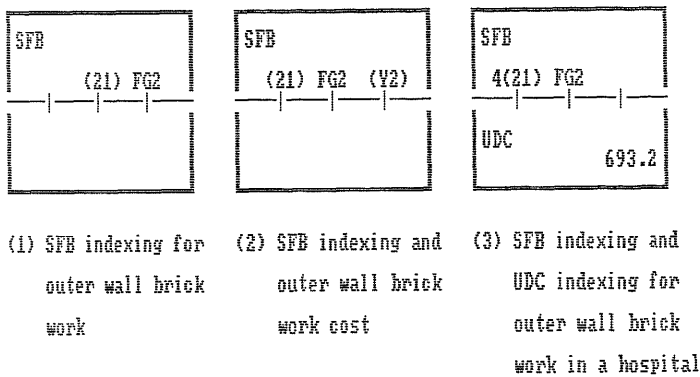 SFB
(21) FG2
SFB
(21) FG2 (Y2)
SFB
4(21) FG2
UDC
693.2
(1) SFB indexing for
outer wall brick
work
(2) SFB indexing and
outer wall brick
work cost
(3) SFB indexing and
UDC indexing for
outer wall brick
work in a hospital